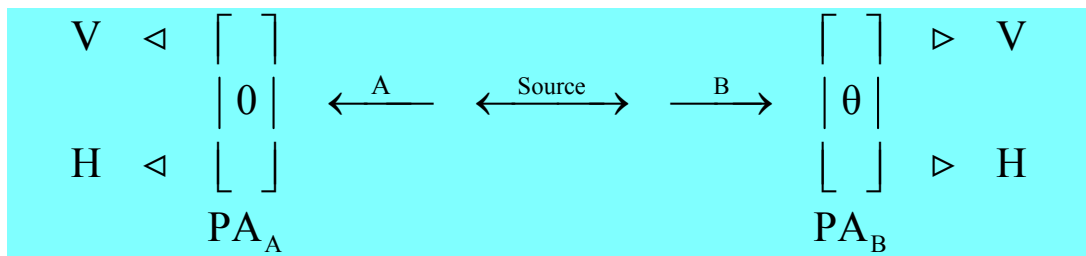 V ◁ ⎡ ⎤ ⎡ ⎤ ▷ V
| 0 | A Source B | θ |
H ◁ ⎣ ⎦ ⎣ ⎦ ▷ H
PA_A PA_B